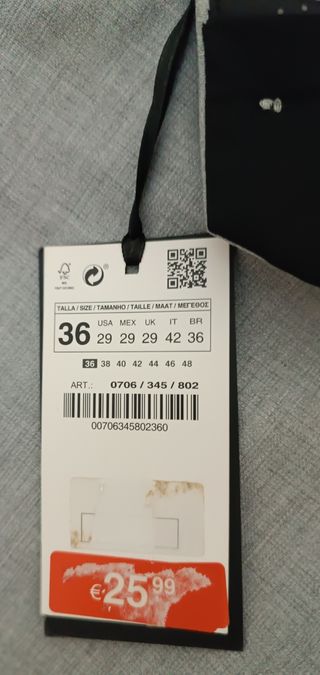 TALLA / SIZE / TAMANHO / TAILLE / MAAT / ΜΕΓΕΘΟΣ
36 USA MEX UK IT BR
29 29 29 42 36
36 38 40 42 44 46 48
ART.: 0706 / 345 / 802
00706345802360
€25.99